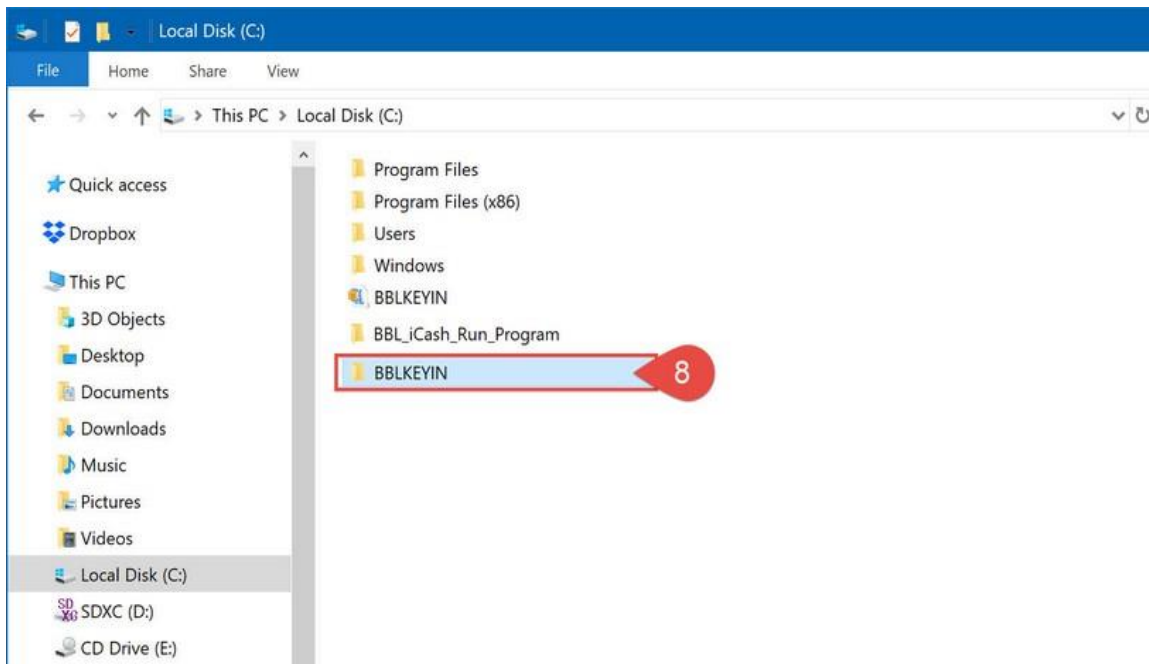 Local Disk (C:)
File Home Share View
This PC > Local Disk (C:)
Quick access
Dropbox
This PC
3D Objects
Desktop
Documents
Downloads
Music
Pictures
Videos
Local Disk (C:)
SD XC SDXC (D:)
CD Drive (E:)
Program Files
Program Files (x86)
Users
Windows
BBLKEYIN
BBL_iCash_Run_Program
BBLKEYIN 8